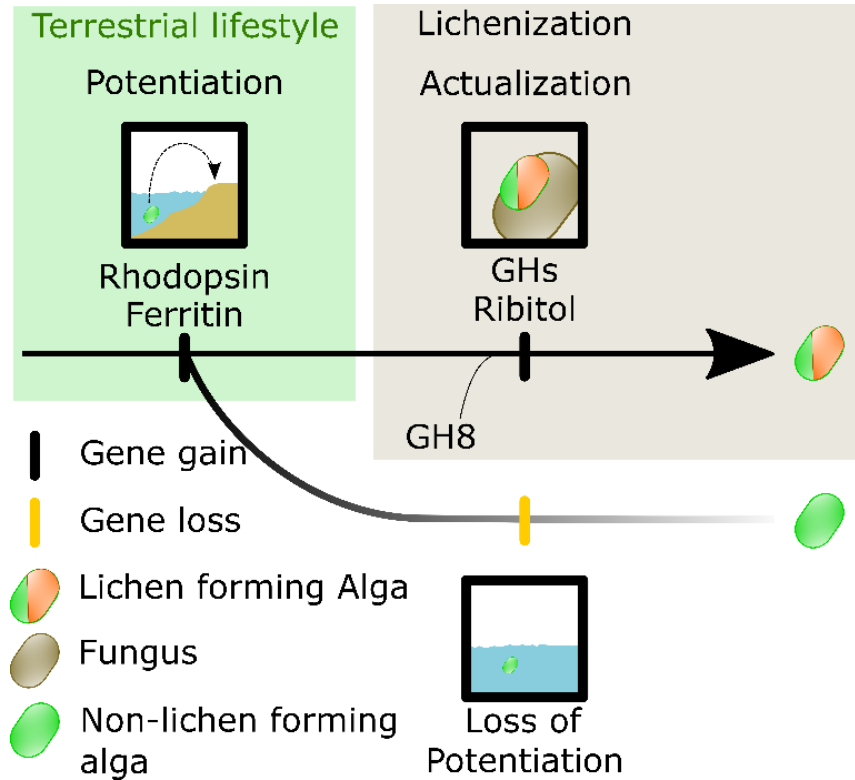 Terrestrial lifestyle
Potentiation
Rhodopsin
Ferritin
Lichenization
Actualization
GHs
Ribitol
GH8
Gene gain
Gene loss
Lichen forming Alga
Fungus
Non-lichen forming
alga
Loss of
Potentiation